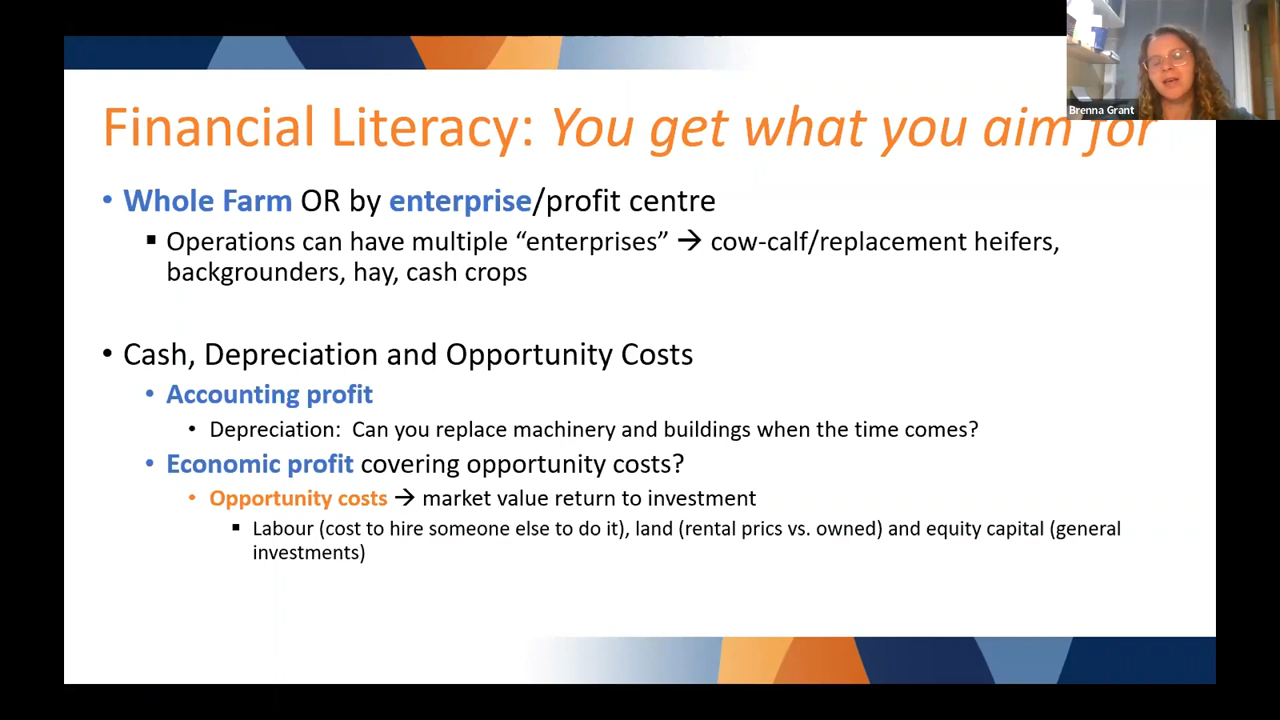 Brenna Grant
Financial Literacy: You get what you aim for
• Whole Farm OR by enterprise/profit centre
▪ Operations can have multiple “enterprises” → cow-calf/replacement heifers,
backgrounders, hay, cash crops
• Cash, Depreciation and Opportunity Costs
• Accounting profit
• Depreciation: Can you replace machinery and buildings when the time comes?
• Economic profit covering opportunity costs?
• Opportunity costs → market value return to investment
▪ Labour (cost to hire someone else to do it), land (rental prics vs. owned) and equity capital (general
investments)